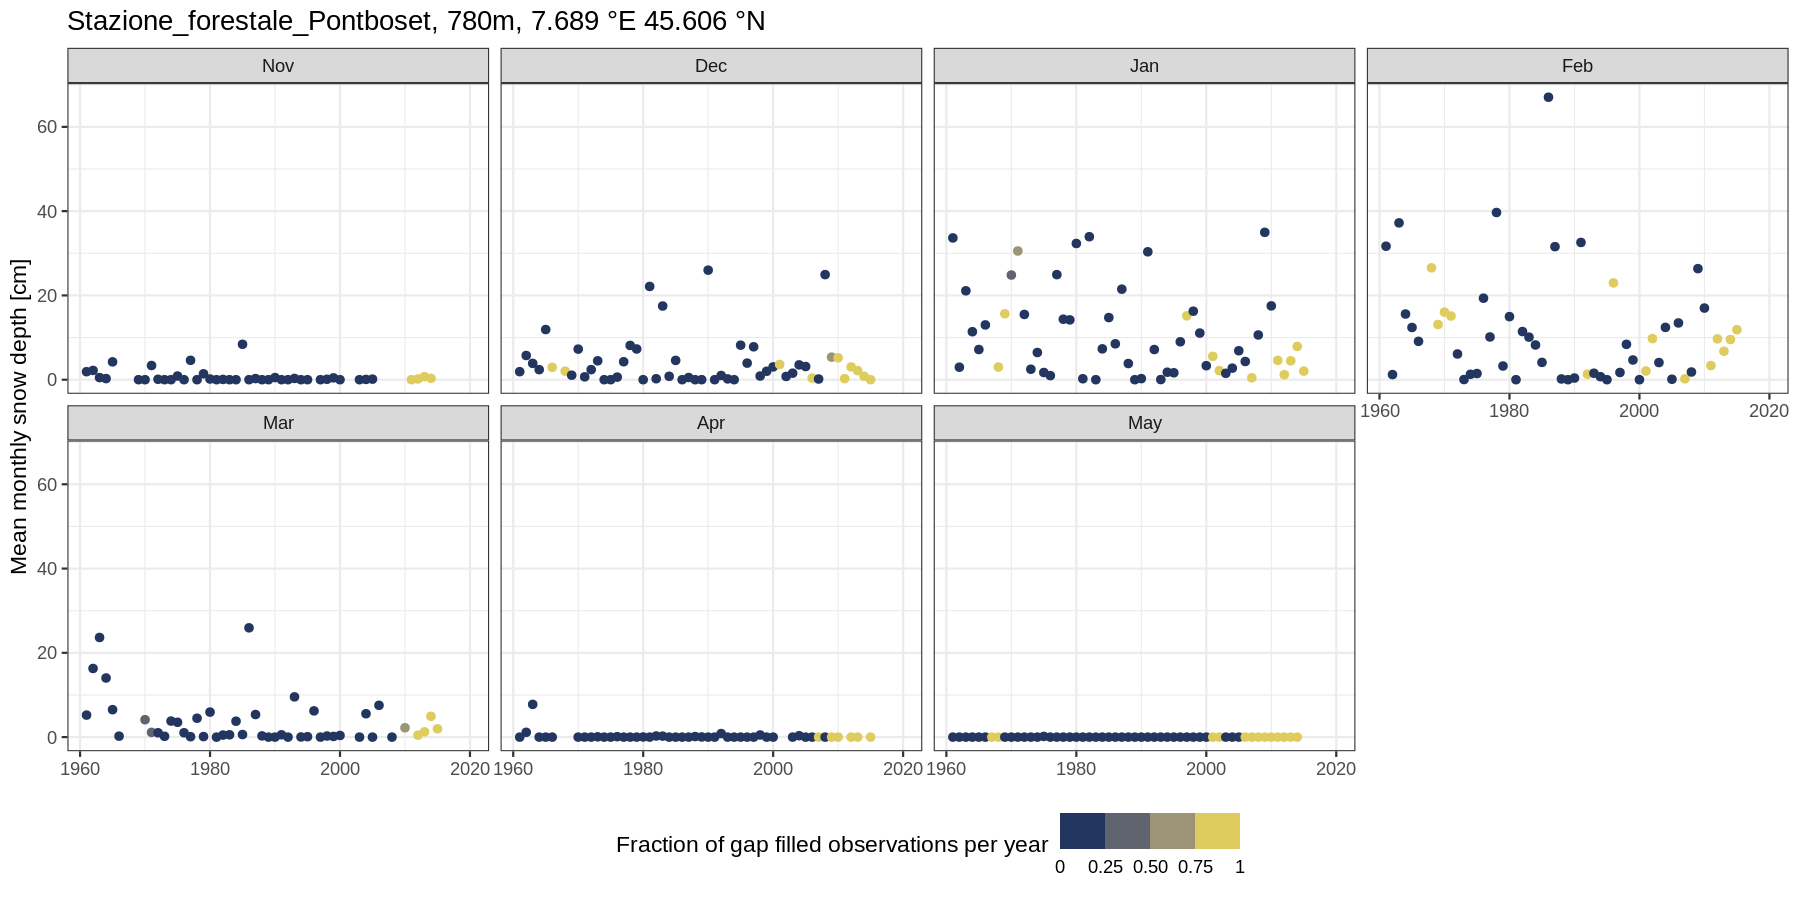 Stazione_forestale_Pontboset, 780m, 7.689 °E 45.606 °N
Nov Dec Jan Feb
60
40
20
0
1960 1980 2000 2020
Mean monthly snow depth [cm]
Mar Apr May
60
40
20
0
1960 1980 2000 2020 1960 1980 2000 2020 1960 1980 2000 2020
Fraction of gap filled observations per year
0 0.25 0.50 0.75 1